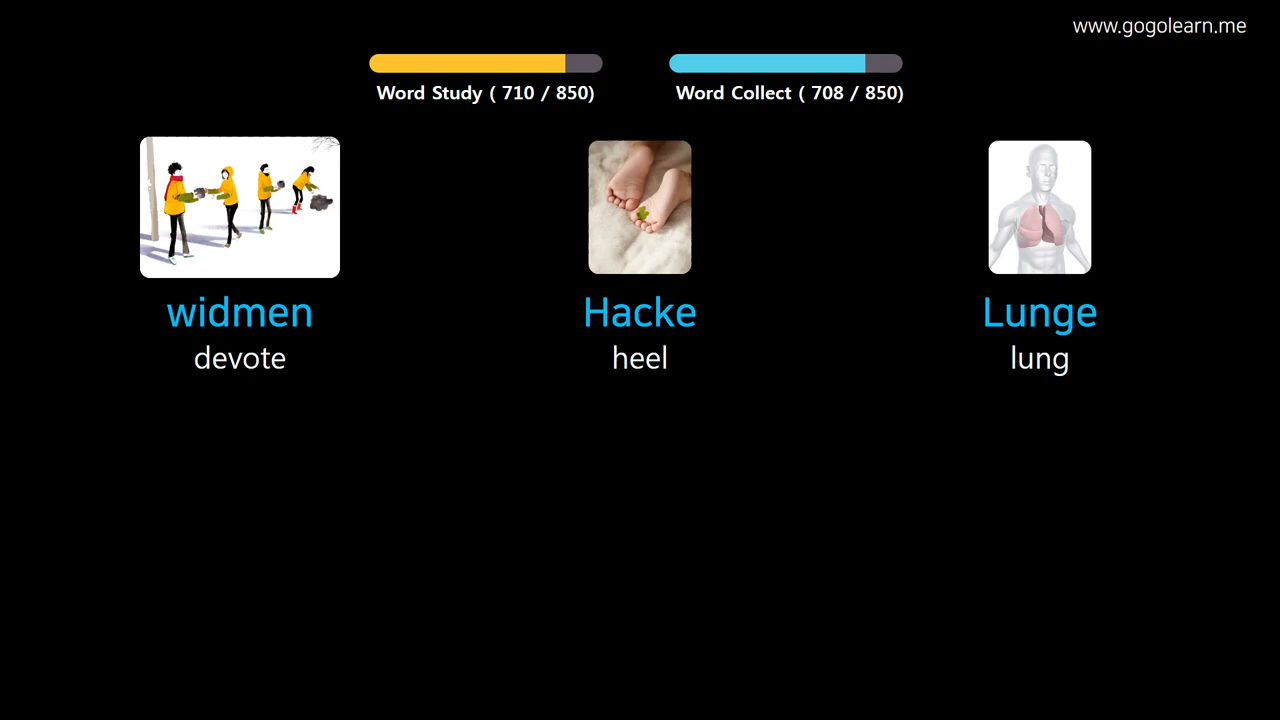 www.gogolearn.me
Word Study ( 710 / 850)
Word Collect ( 708 / 850)
widmen
Hacke
Lunge
devote
heel
lung